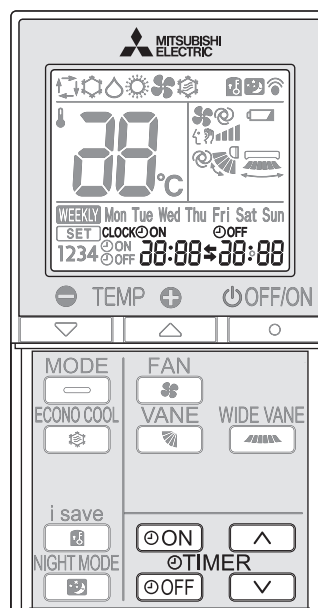 MITSUBISHI
ELECTRIC
88°C
WEEKLY Mon Tue Wed Thu Fri Sat Sun
SET CLOCK ON OFF
1234 ON OFF 88:88 88:88
TEMP OFF/ON
MODE FAN
ECONO COOL VANE WIDE VANE
i save
ON
NIGHT MODE TIMER
OFF